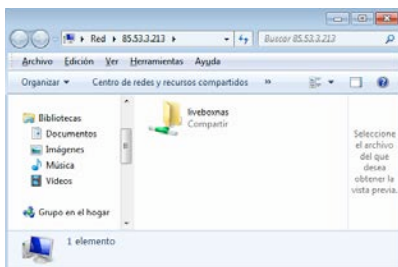 Red ▸ 85.53.3.213 ▸
Buscar 85.53.3.213
Archivo Edición Ver Herramientas Ayuda
Organizar Centro de redes y recursos compartidos »
Bibliotecas
Documentos
Imágenes
Música
Vídeos
Grupo en el hogar
liveboxnas
Compartir
Seleccione
el archivo
del que
desea
obtener la
vista previa.
1 elemento